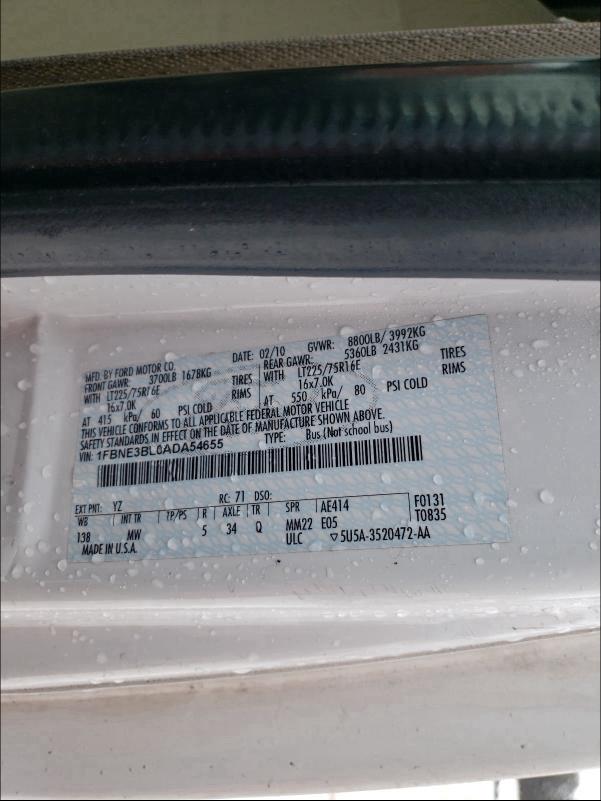 MFD. BY FORD MOTOR CO.
DATE: 02/10 GVWR: 8800LB/ 3992KG
FRONT GAWR: 3700LB 1678KG
REAR GAWR: 5360LB 2431KG
WITH LT225/75R16E TIRES
WITH LT225/75R16E TIRES
16x7.0K RIMS
16x7.0K RIMS
AT 415 kPa/ 60 PSI COLD
AT 550 kPa/ 80 PSI COLD
THIS VEHICLE CONFORMS TO ALL APPLICABLE FEDERAL MOTOR VEHICLE
SAFETY STANDARDS IN EFFECT ON THE DATE OF MANUFACTURE SHOWN ABOVE.
VIN: 1FBNE3BL0ADA54655
TYPE: Bus (Not school bus)
EXT PNT: YZ RC: 71 DSO:
WB INT TR TP/PS R AXLE TR SPR AE414 F0131
138 MW 5 34 Q MM22 E05 T0835
MADE IN U.S.A. ULC ▽5U5A-3520472-AA